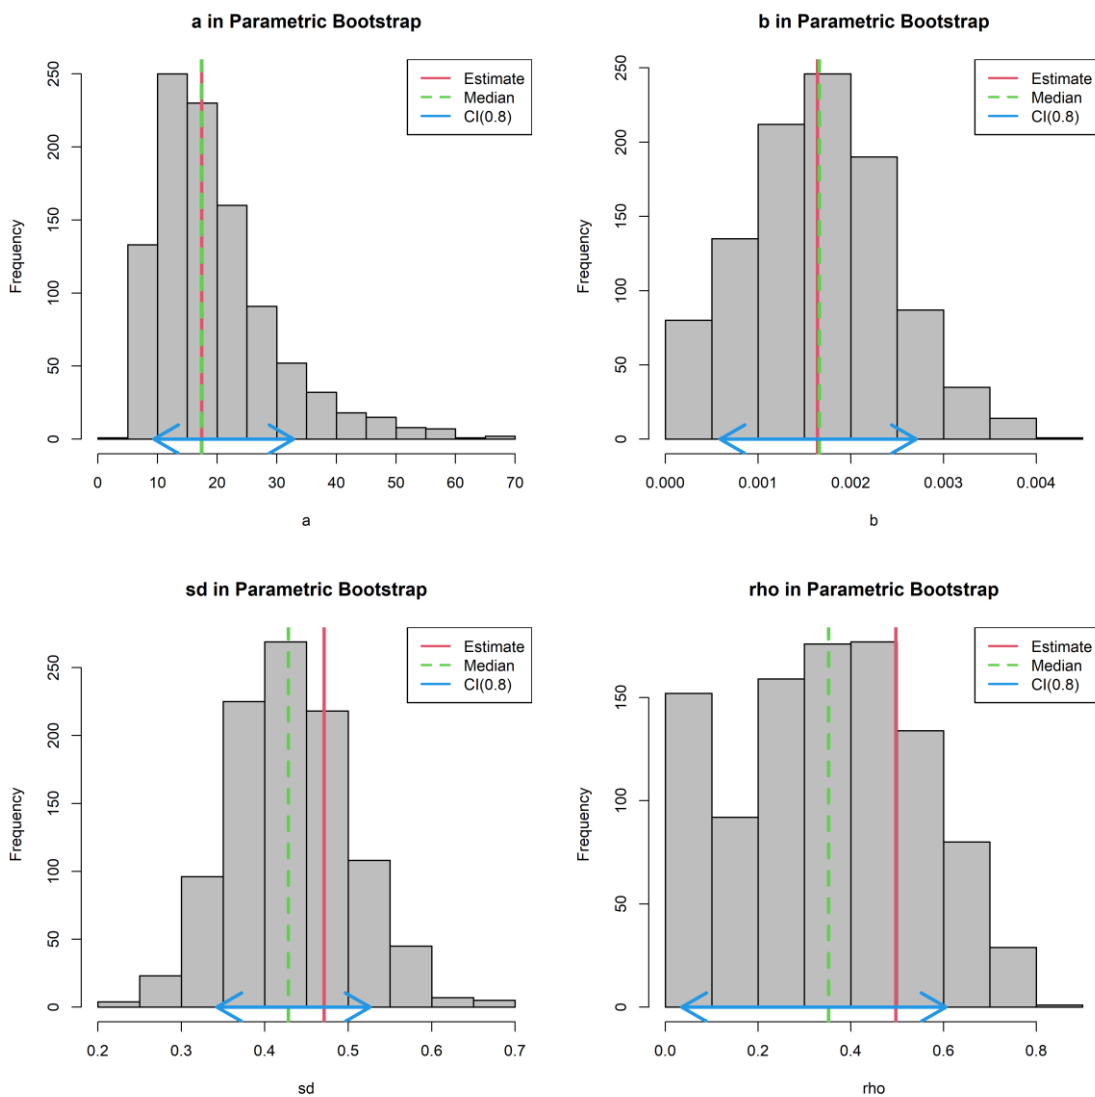 a in Parametric Bootstrap
Estimate
Median
CI(0.8)
Frequency
0
50
100
150
200
250
0 10 20 30 40 50 60 70
a
b in Parametric Bootstrap
Estimate
Median
CI(0.8)
Frequency
0
50
100
150
200
250
0.000 0.001 0.002 0.003 0.004
b
sd in Parametric Bootstrap
Estimate
Median
CI(0.8)
Frequency
0
50
100
150
200
250
0.2 0.3 0.4 0.5 0.6 0.7
sd
rho in Parametric Bootstrap
Estimate
Median
CI(0.8)
Frequency
0
50
100
150
0.0 0.2 0.4 0.6 0.8
rho